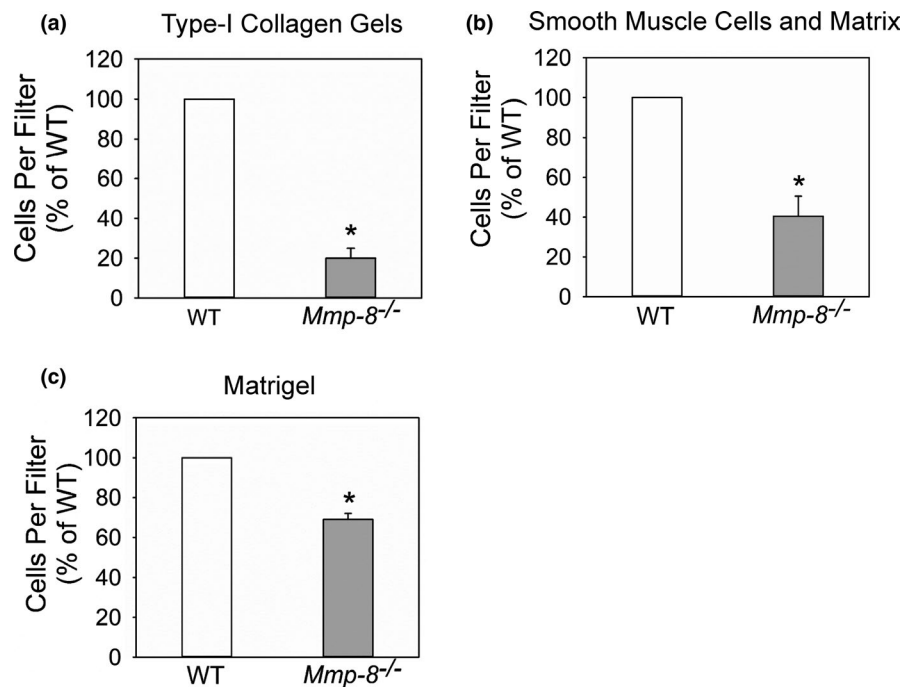 (a) Type-I Collagen Gels
Cells Per Filter
(% of WT)
120
100
80
60
40
20
0
*
WT Mmp-8-/-
(b) Smooth Muscle Cells and Matrix
Cells Per Filter
(% of WT)
120
100
80
60
40
20
0
*
WT Mmp-8-/-
(c) Matrigel
Cells Per Filter
(% of WT)
120
100
80
60
40
20
0
*
WT Mmp-8-/-